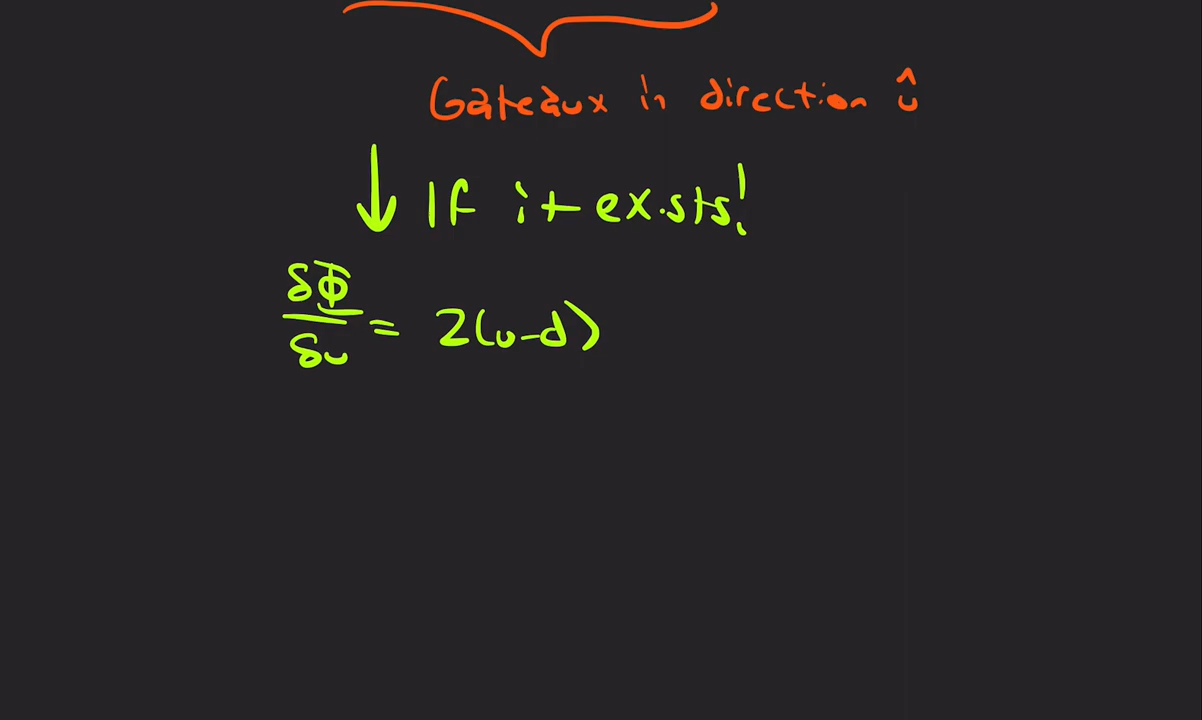 Gateaux in direction û
↓ If it exists!
δΦ/δu = 2(u-d)